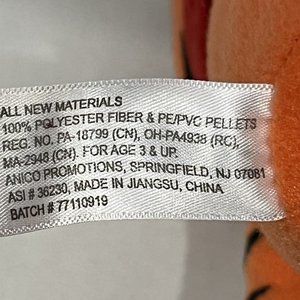 ALL NEW MATERIALS
100% POLYESTER FIBER & PE/PVC PELLETS
REG. NO. PA-18799 (CN), OH-PA4938 (RC),
MA-2948 (CN). FOR AGE 3 & UP.
ANICO PROMOTIONS, SPRINGFIELD, NJ 07081
ASI # 36230, MADE IN JIANGSU, CHINA
BATCH # 77110919